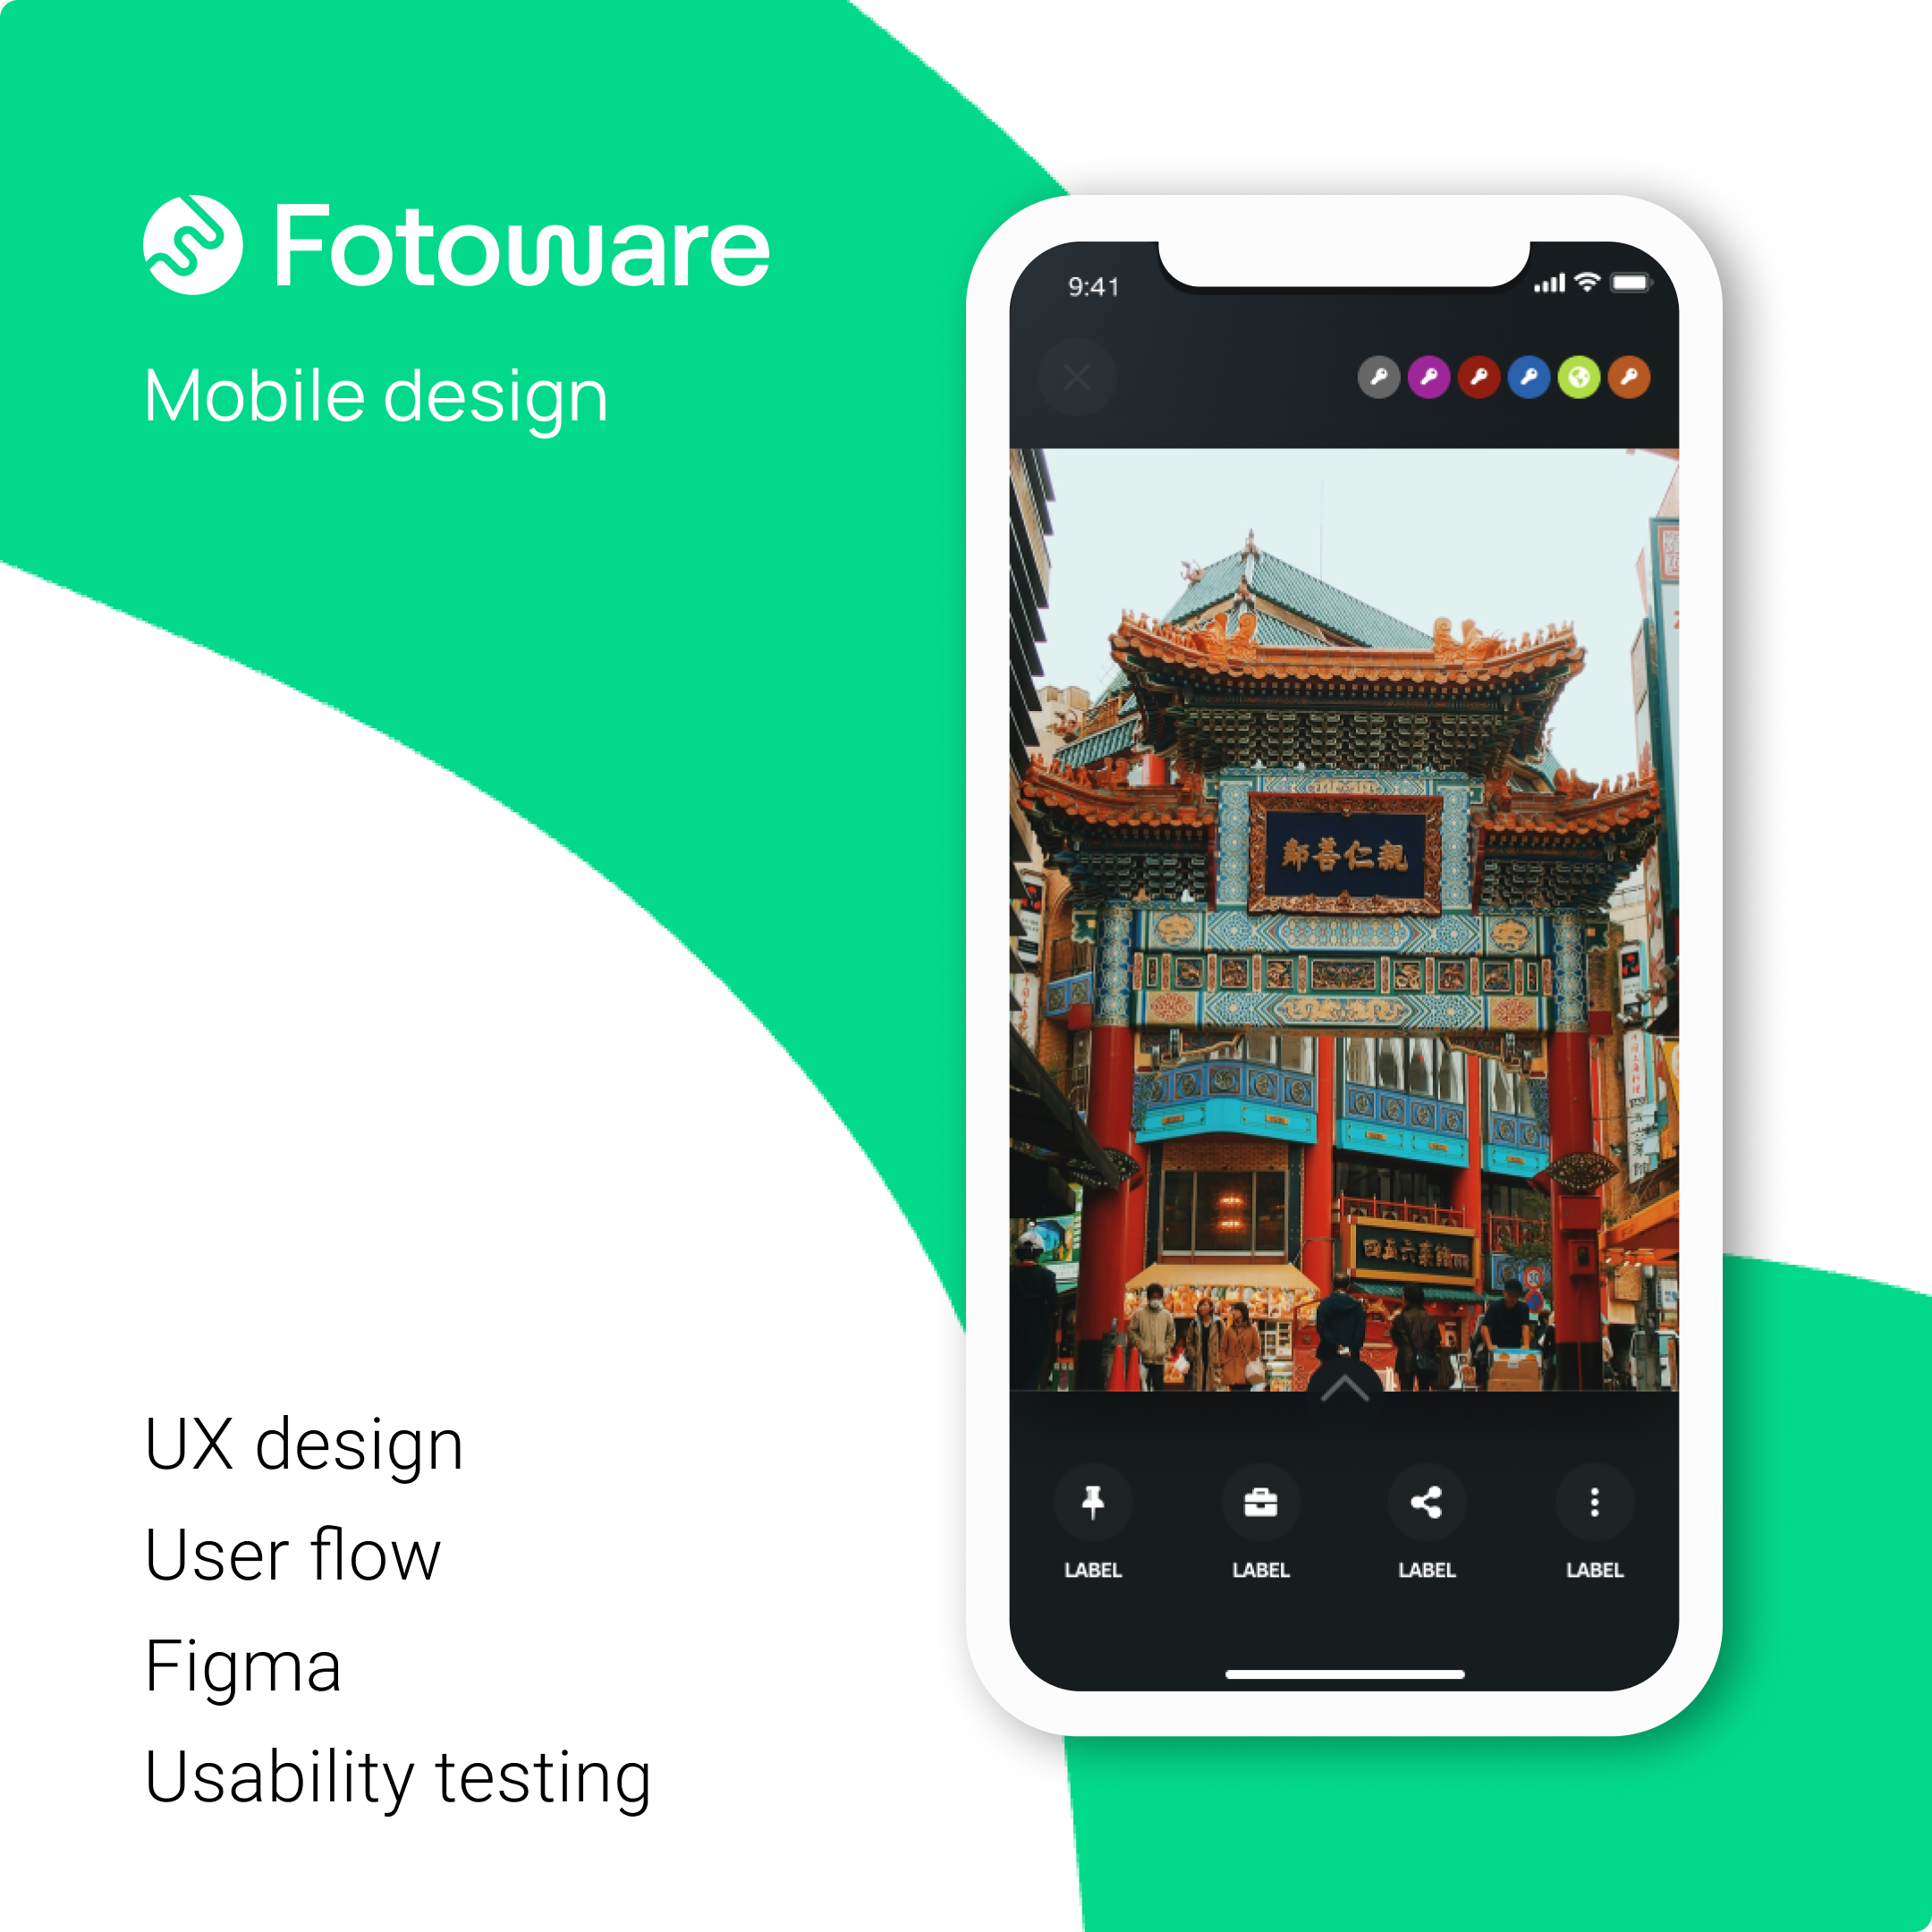 Fotoware
Mobile design
9:41
鄰善仁親
LABEL
LABEL
LABEL
LABEL
UX design
User flow
Figma
Usability testing